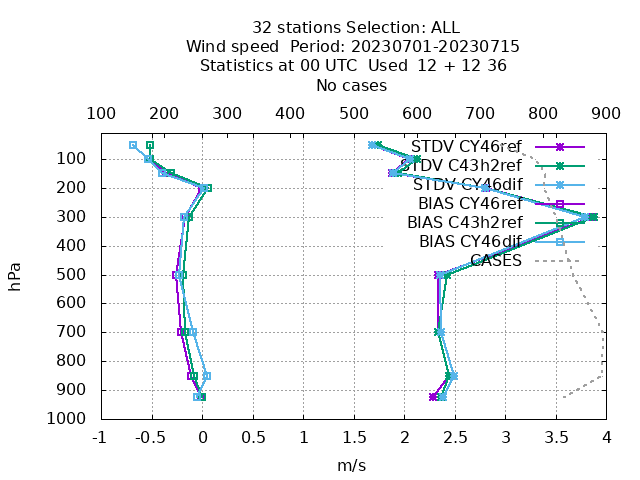 32 stations Selection: ALL
Wind speed  Period: 20230701-20230715
Statistics at 00 UTC  Used  12 + 12 36
No cases
100 200 300 400 500 600 700 800 900
STDV CY46ref
STDV C43h2ref
STDV CY46dif
BIAS CY46ref
BIAS C43h2ref
BIAS CY46dif
CASES
100
200
300
400
500
600
700
800
900
1000
hPa
-1 -0.5 0 0.5 1 1.5 2 2.5 3 3.5 4
m/s